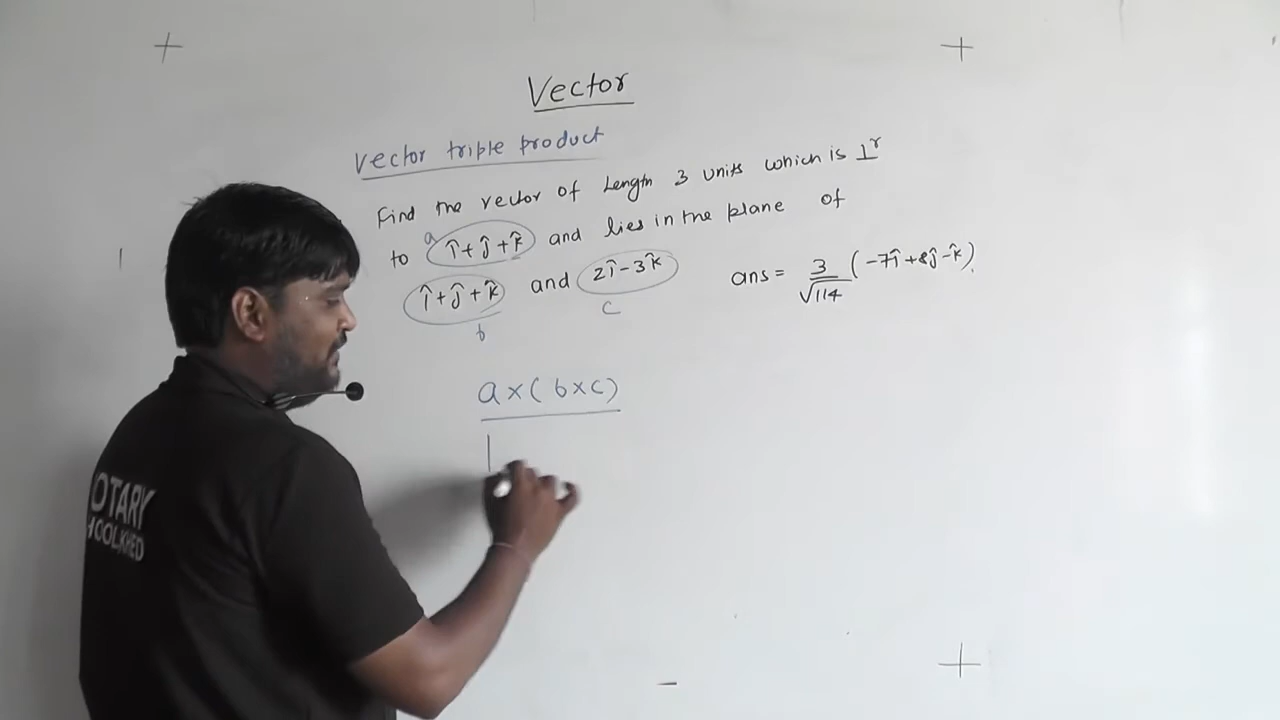 Vector
Vector triple product
Find the vector of Length 3 units which is ⊥r
to î+ĵ+k̂ and lies in the plane of
a
î+ĵ+k̂ and 2î-3k̂
b
c
ans = 3/√114 (-7î+8ĵ-k̂).
a×(b×c)
OTARY